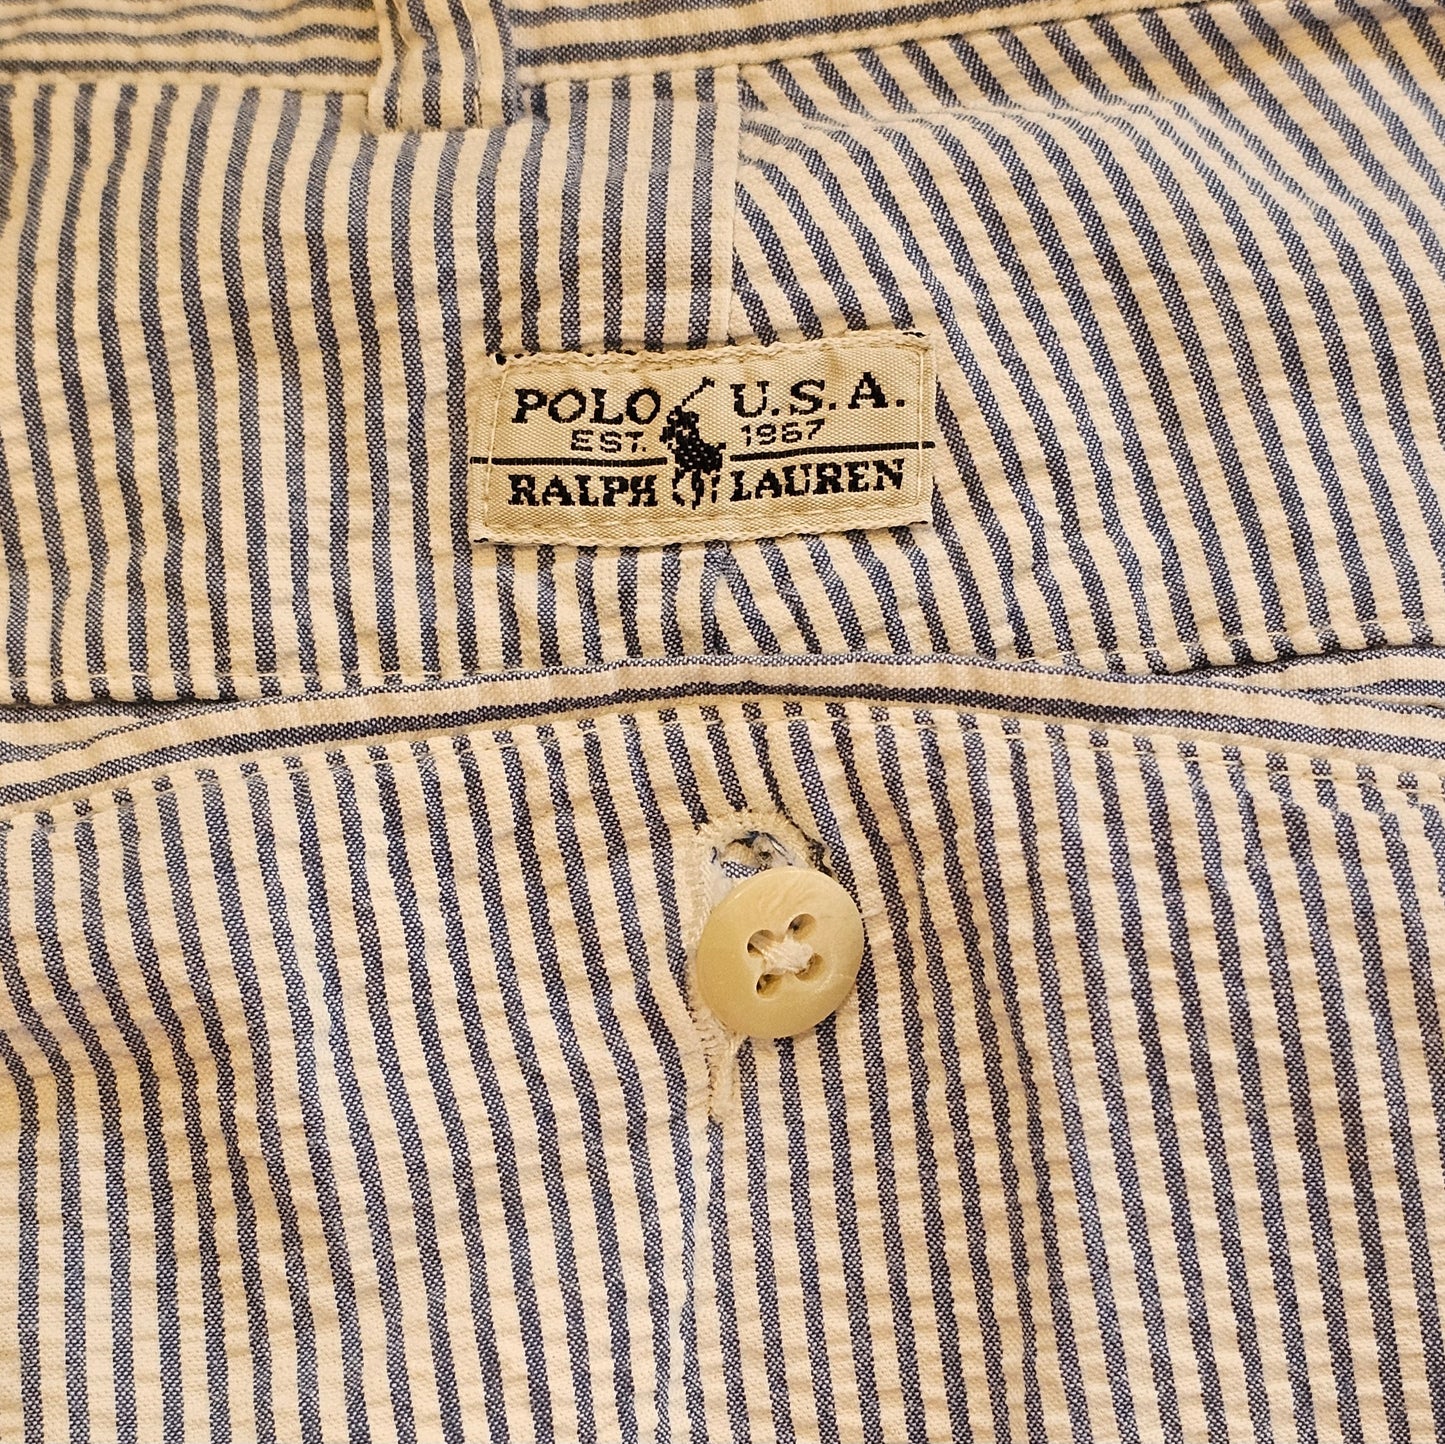 POLO U.S.A.
EST. 1967
RALPH LAUREN